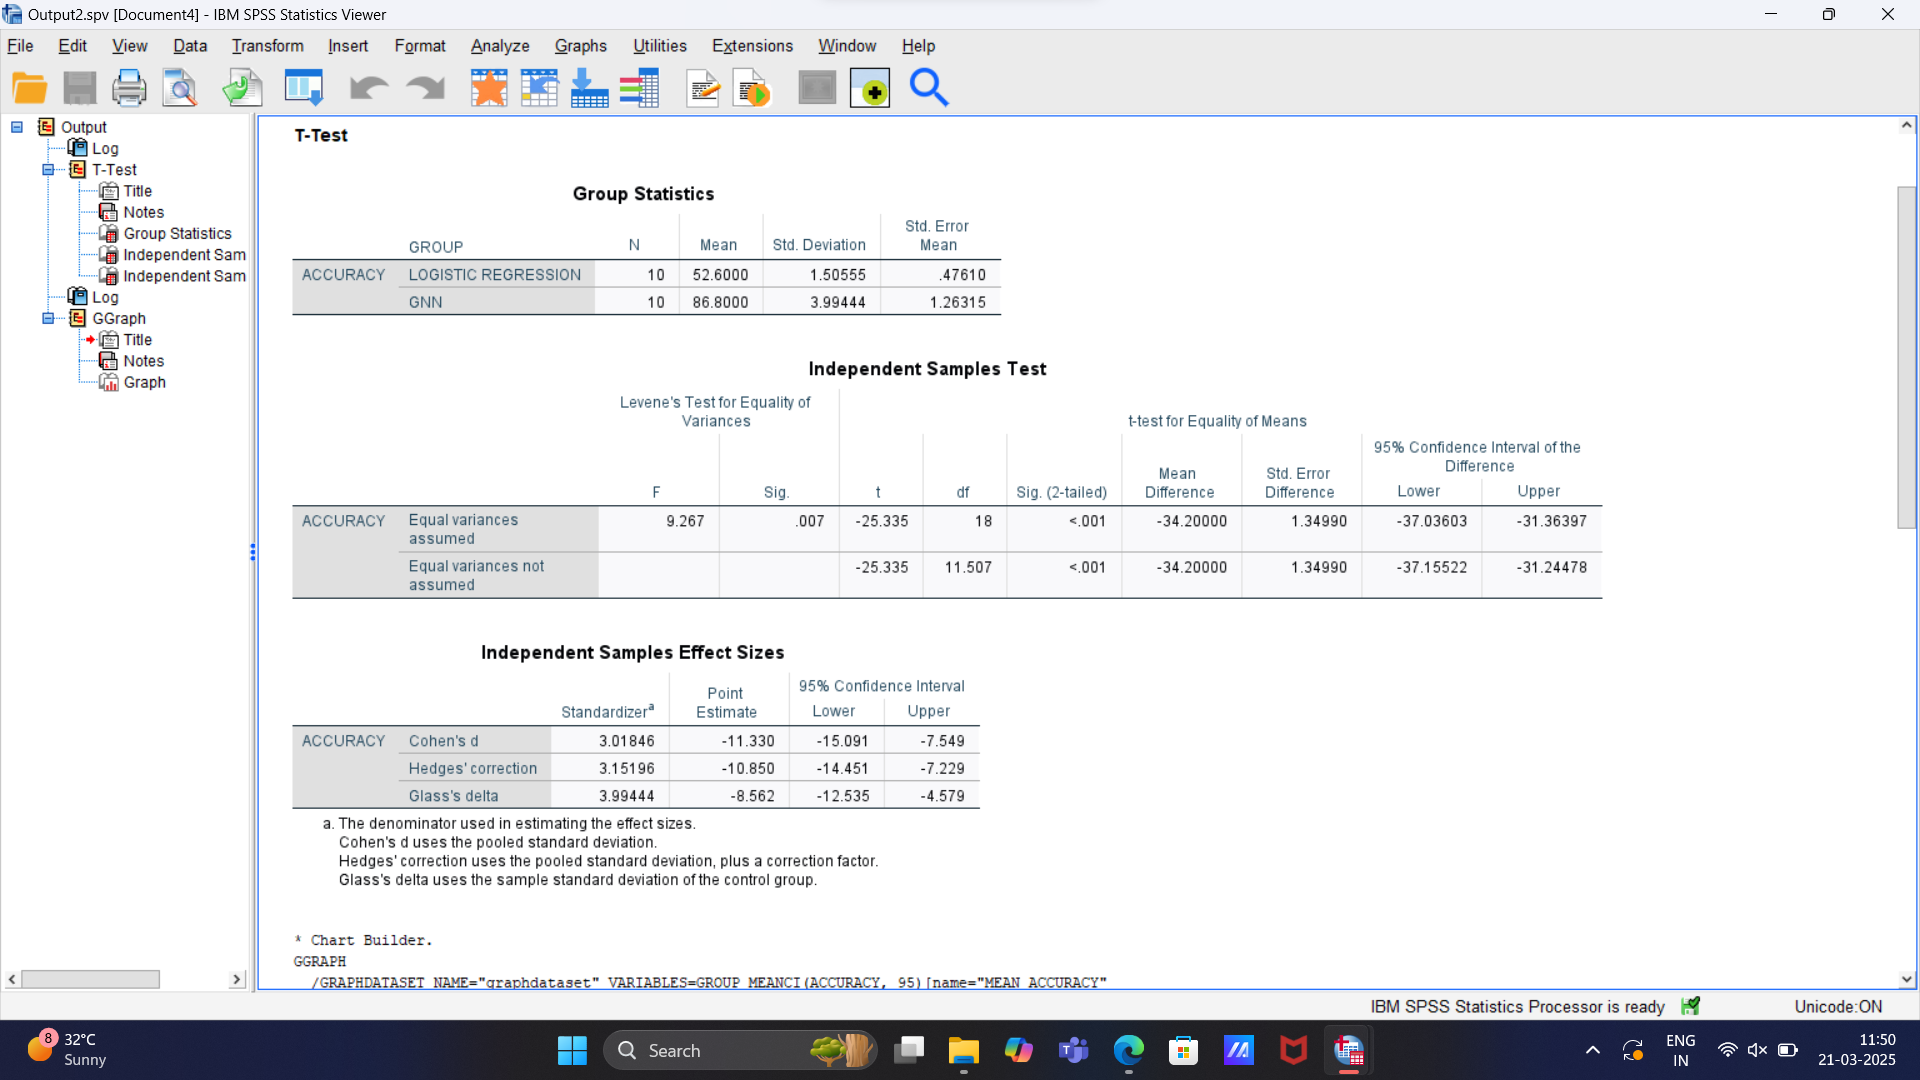 Output2.spv [Document4] - IBM SPSS Statistics Viewer
File Edit View Data Transform Insert Format Analyze Graphs Utilities Extensions Window Help
Output
Log
T-Test
Title
Notes
Group Statistics
Independent Sam
Independent Sam
Log
GGraph
Title
Notes
Graph
T-Test
Group Statistics
GROUP N Mean Std. Deviation Std. Error Mean
ACCURACY LOGISTIC REGRESSION 10 52.6000 1.50555 .47610
GNN 10 86.8000 3.99444 1.26315
Independent Samples Test
Levene's Test for Equality of Variances
t-test for Equality of Means
95% Confidence Interval of the Difference
F Sig. t df Sig. (2-tailed) Mean Difference Std. Error Difference Lower Upper
ACCURACY Equal variances assumed 9.267 .007 -25.335 18 <.001 -34.20000 1.34990 -37.03603 -31.36397
Equal variances not assumed -25.335 11.507 <.001 -34.20000 1.34990 -37.15522 -31.24478
Independent Samples Effect Sizes
95% Confidence Interval
Standardizerᵃ Point Estimate Lower Upper
ACCURACY Cohen's d 3.01846 -11.330 -15.091 -7.549
Hedges' correction 3.15196 -10.850 -14.451 -7.229
Glass's delta 3.99444 -8.562 -12.535 -4.579
a. The denominator used in estimating the effect sizes.
Cohen's d uses the pooled standard deviation.
Hedges' correction uses the pooled standard deviation, plus a correction factor.
Glass's delta uses the sample standard deviation of the control group.
* Chart Builder.
GGRAPH
/GRAPHDATASET NAME="graphdataset" VARIABLES=GROUP MEANCI(ACCURACY, 95)[name="MEAN_ACCURACY"
IBM SPSS Statistics Processor is ready Unicode:ON
8 32°C
Sunny
Search
ENG
IN
11:50
21-03-2025